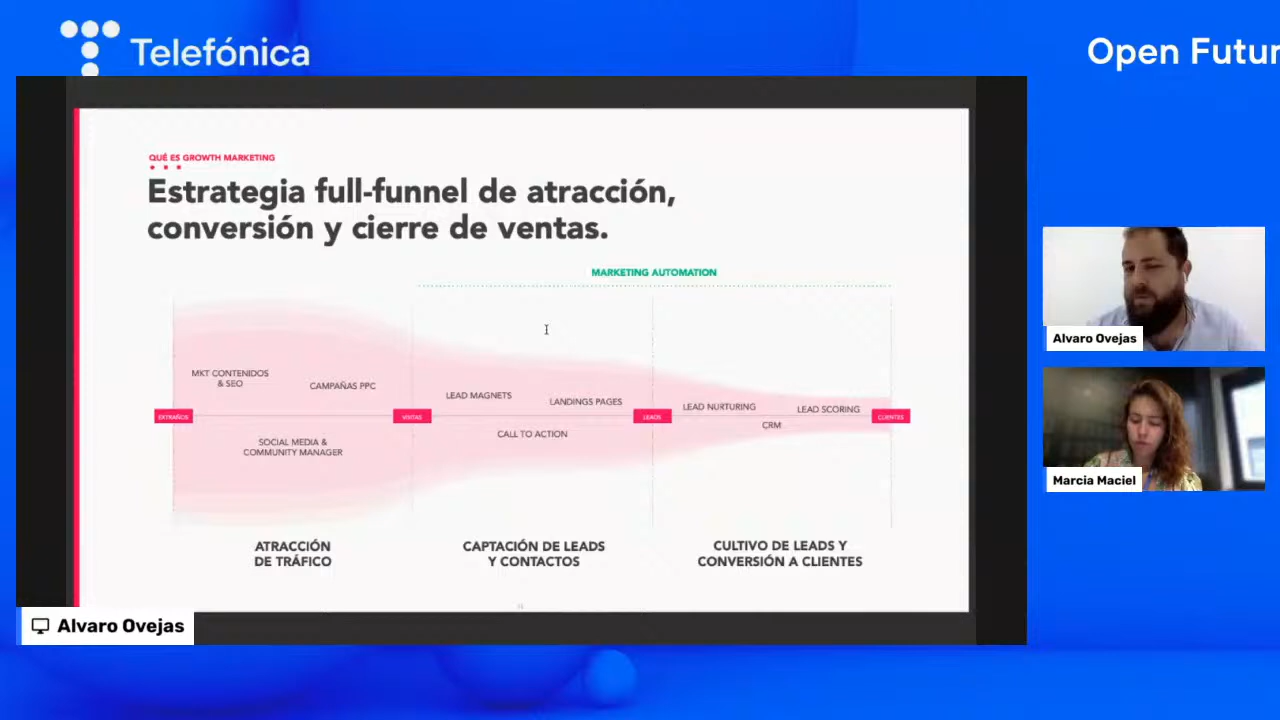 Telefónica
Open Futur
QUÉ ES GROWTH MARKETING
Estrategia full-funnel de atracción,
conversión y cierre de ventas.
MARKETING AUTOMATION
MKT CONTENIDOS
& SEO
CAMPAÑAS PPC
LEAD MAGNETS
LANDINGS PAGES
LEAD NURTURING
LEAD SCORING
EXTRAÑOS
VISITAS
LEADS
CLIENTES
CRM
CALL TO ACTION
SOCIAL MEDIA &
COMMUNITY MANAGER
ATRACCIÓN
DE TRÁFICO
CAPTACIÓN DE LEADS
Y CONTACTOS
CULTIVO DE LEADS Y
CONVERSIÓN A CLIENTES
Alvaro Ovejas
Alvaro Ovejas
Marcia Maciel